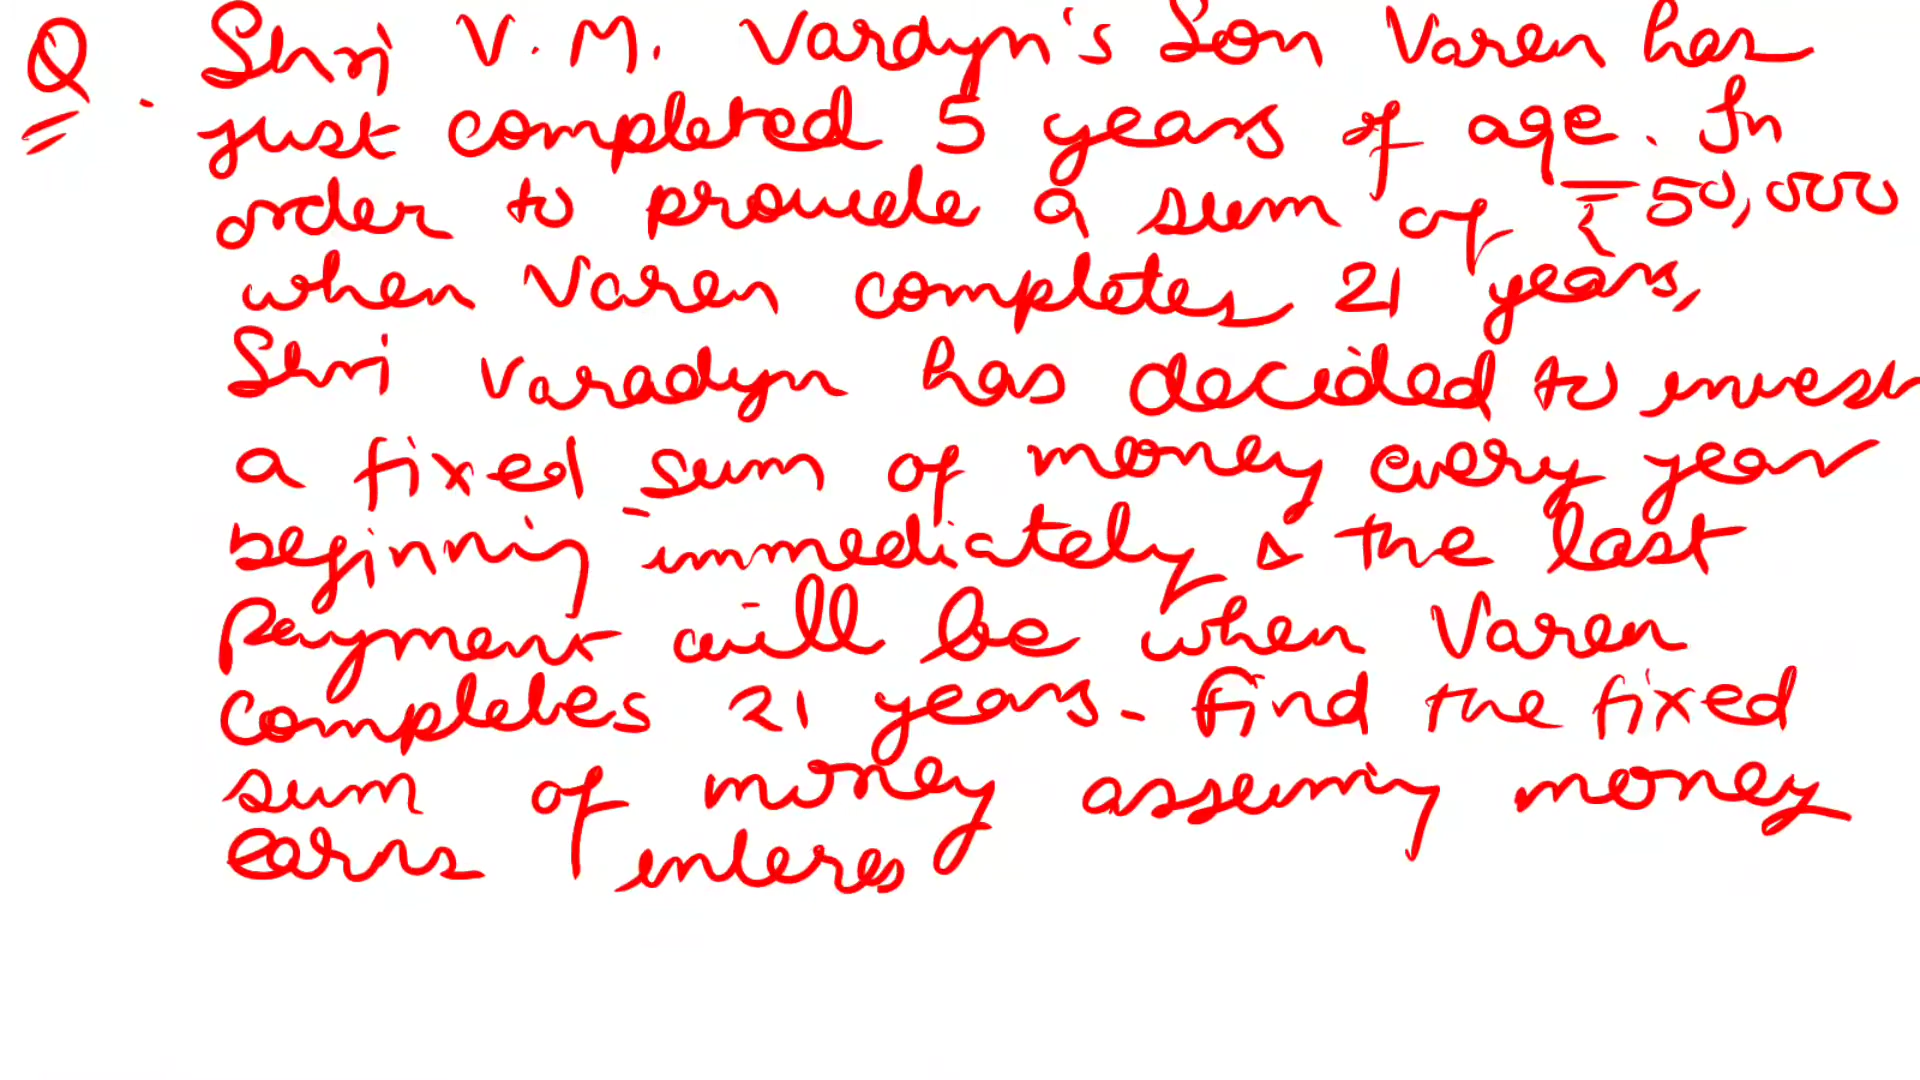 Q. Shri V. M. Vardyn's Son Varen has
just completed 5 years of age. In
order to provide a sum of ₹ 50,000
when Varen completes 21 years,
Shri Varadyn has decided to invest
a fixed sum of money every year
beginning immediately & the last
Payment will be when Varen
completes 21 years. Find the fixed
sum of money assuming money
earns interes